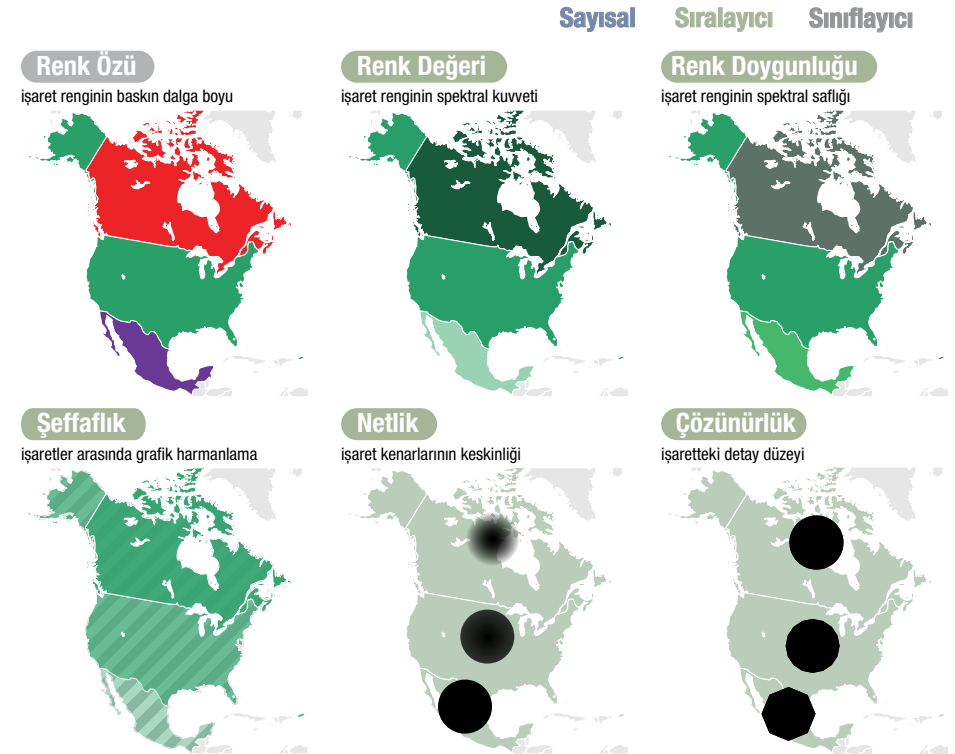 Sayısal Sıralayıcı Sınıflayıcı
Renk Özü
işaret renginin baskın dalga boyu
Renk Değeri
işaret renginin spektral kuvveti
Renk Doygunluğu
işaret renginin spektral saflığı
Şeffaflık
işaretler arasında grafik harmanlama
Netlik
işaret kenarlarının keskinliği
Çözünürlük
işaretteki detay düzeyi